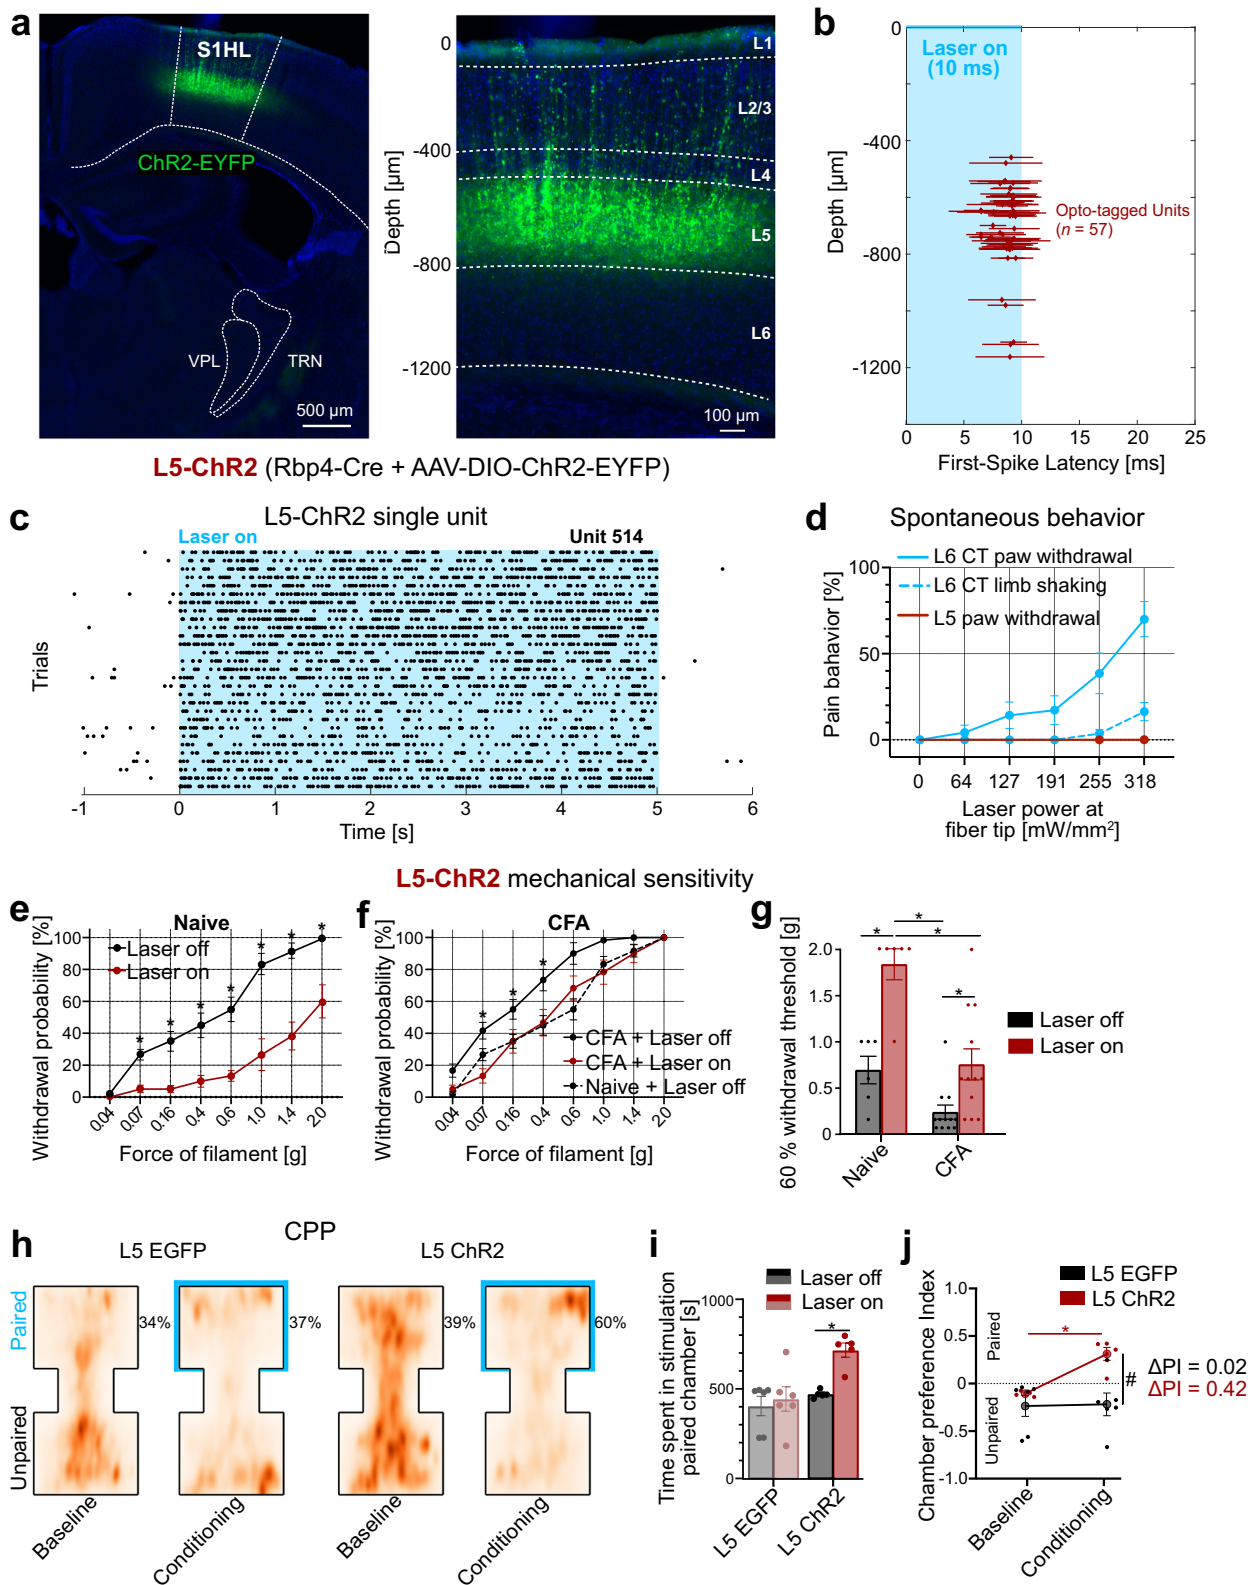 a
S1HL
ChR2-EYFP
VPL
TRN
500 µm
0
-400
-800
-1200
Depth [µm]
L1
L2/3
L4
L5
L6
100 µm
L5-ChR2 (Rbp4-Cre + AAV-DIO-ChR2-EYFP)
b
Laser on
(10 ms)
Opto-tagged Units
(n = 57)
0
-400
-800
-1200
Depth [µm]
0 5 10 15 20 25
First-Spike Latency [ms]
c
L5-ChR2 single unit
Laser on
Unit 514
Trials
-1 0 1 2 3 4 5 6
Time [s]
d
Spontaneous behavior
L6 CT paw withdrawal
L6 CT limb shaking
L5 paw withdrawal
100
50
0
Pain bahavior [%]
0 64 127 191 255 318
Laser power at
fiber tip [mW/mm²]
L5-ChR2 mechanical sensitivity
e
Naive
Laser off
Laser on
* * * * * * *
100
80
60
40
20
0
Withdrawal probability [%]
0.04 0.07 0.16 0.4 0.6 1.0 1.4 2.0
Force of filament [g]
f
CFA
* * *
CFA + Laser off
CFA + Laser on
Naive + Laser off
100
80
60
40
20
0
Withdrawal probability [%]
0.04 0.07 0.16 0.4 0.6 1.0 1.4 2.0
Force of filament [g]
g
* * * *
2.0
1.5
1.0
0.5
0
60 % withdrawal threshold [g]
Naive CFA
Laser off
Laser on
h
CPP
L5 EGFP
L5 ChR2
Paired
Unpaired
34%
37%
39%
60%
Baseline
Conditioning
Baseline
Conditioning
i
Laser off
Laser on
*
1000
500
0
Time spent in stimulation
paired chamber [s]
L5 EGFP
L5 ChR2
j
L5 EGFP
L5 ChR2
*
1.0
0.5
0
-0.5
-1.0
Chamber preference Index
Paired
Unpaired
#
ΔPI = 0.02
ΔPI = 0.42
Baseline
Conditioning